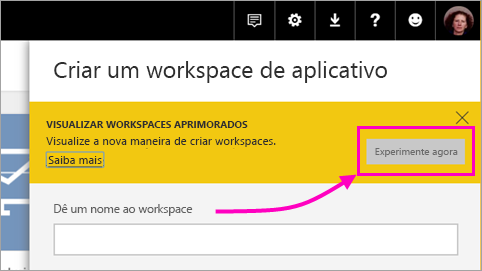 Criar um workspace de aplicativo
VISUALIZAR WORKSPACES APRIMORADOS
Visualize a nova maneira de criar workspaces.
Saiba mais
Experimente agora
Dê um nome ao workspace